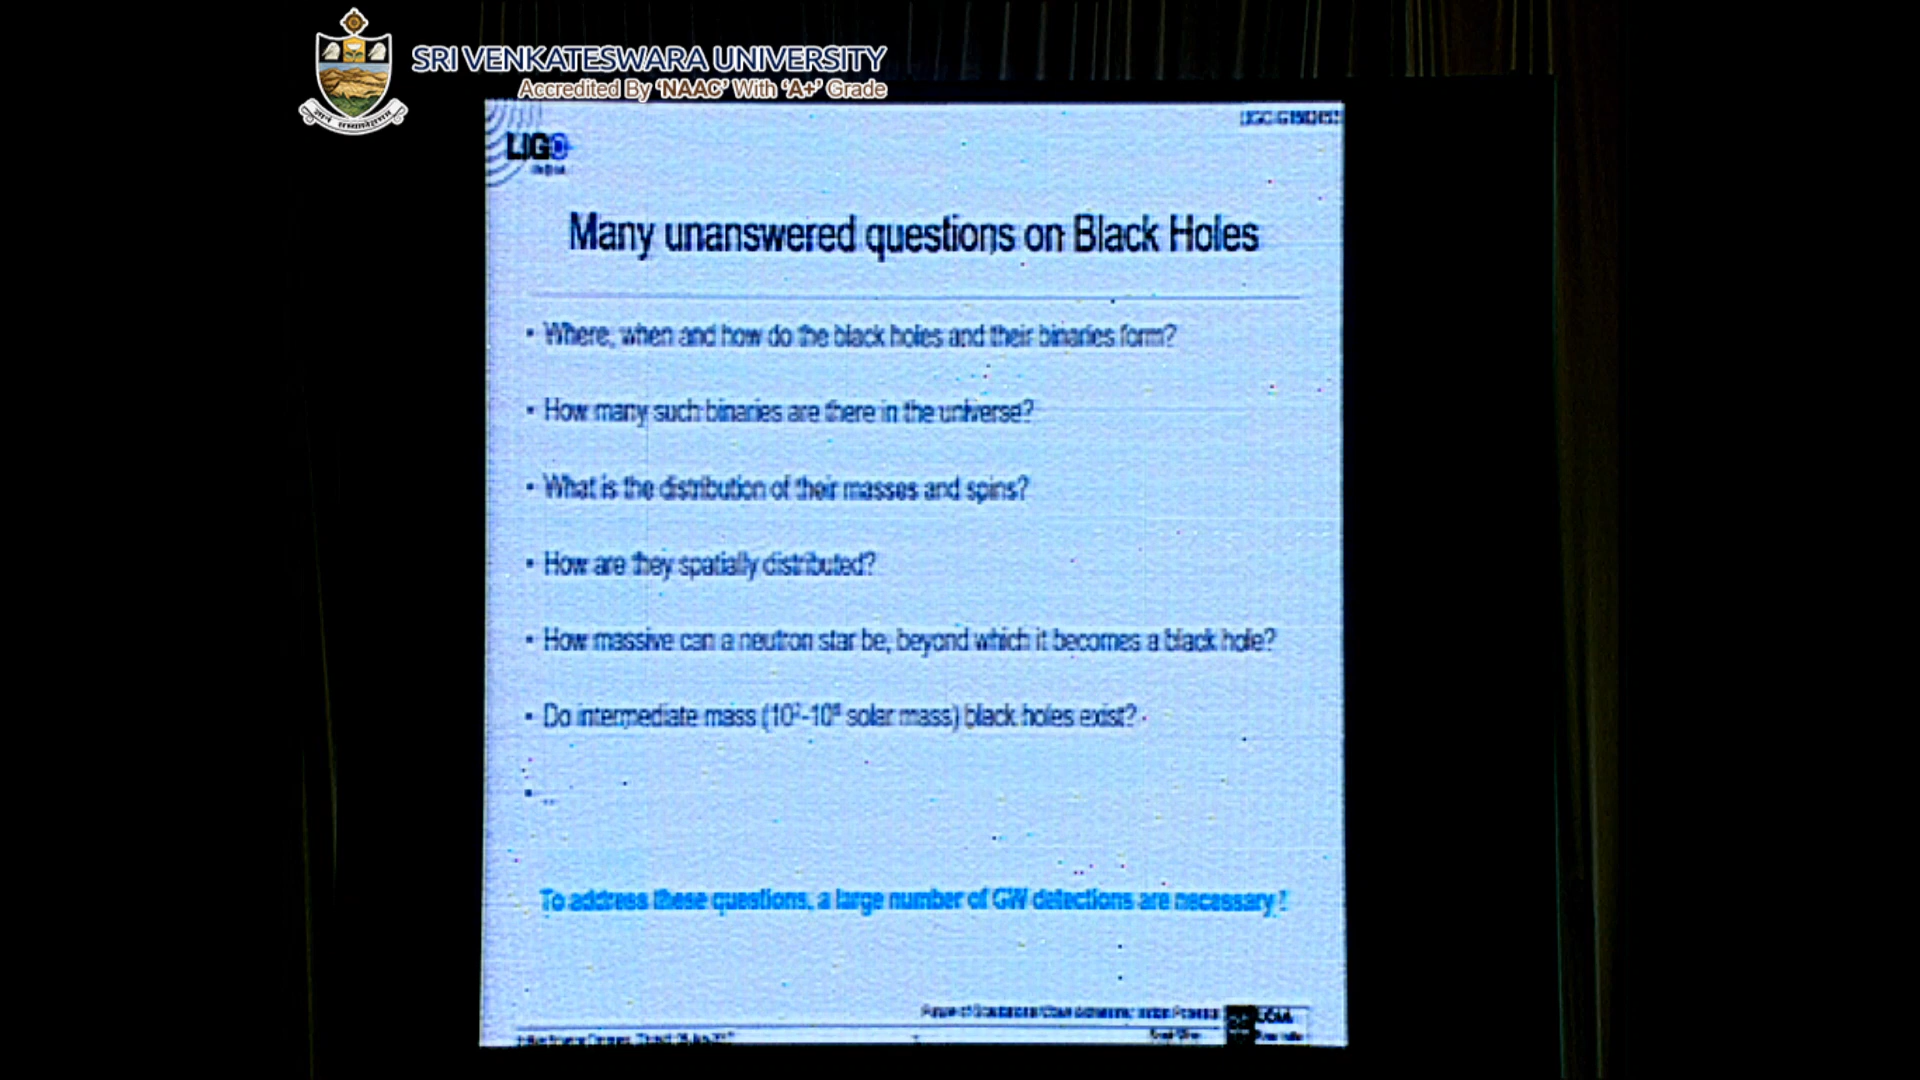 SRI VENKATESWARA UNIVERSITY
Accredited By 'NAAC' With 'A+' Grade
LIGO
INDIA
Many unanswered questions on Black Holes
• Where, when and how do the black holes and their binaries form?
• How many such binaries are there in the universe?
• What is the distribution of their masses and spins?
• How are they spatially distributed?
• How massive can a neutron star be, beyond which it becomes a black hole?
• Do intermediate mass (10²- solar mass) black holes exist?
• ..
To address these questions, a large number of GW detections are necessary!